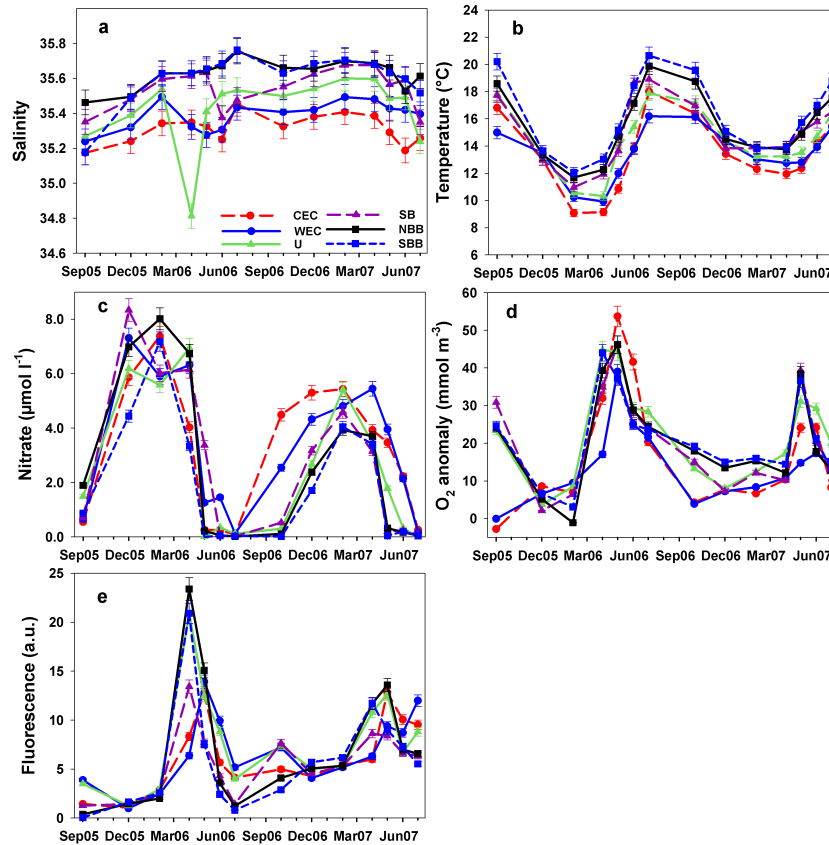 a
Salinity
36.0
35.8
35.6
35.4
35.2
35.0
34.8
34.6
CEC
WEC
U
SB
NBB
SBB
Sep05 Dec05 Mar06 Jun06 Sep06 Dec06 Mar07 Jun07
b
Temperature (°C)
24
22
20
18
16
14
12
10
8
6
Sep05 Dec05 Mar06 Jun06 Sep06 Dec06 Mar07 Jun07
c
Nitrate (µmol l-1)
8.0
6.0
4.0
2.0
0.0
Sep05 Dec05 Mar06 Jun06 Sep06 Dec06 Mar07 Jun07
d
O2 anomaly (mmol m-3)
60
50
40
30
20
10
0
Sep05 Dec05 Mar06 Jun06 Sep06 Dec06 Mar07 Jun07
e
Fluorescence (a.u.)
25
20
15
10
5
0
Sep05 Dec05 Mar06 Jun06 Sep06 Dec06 Mar07 Jun07